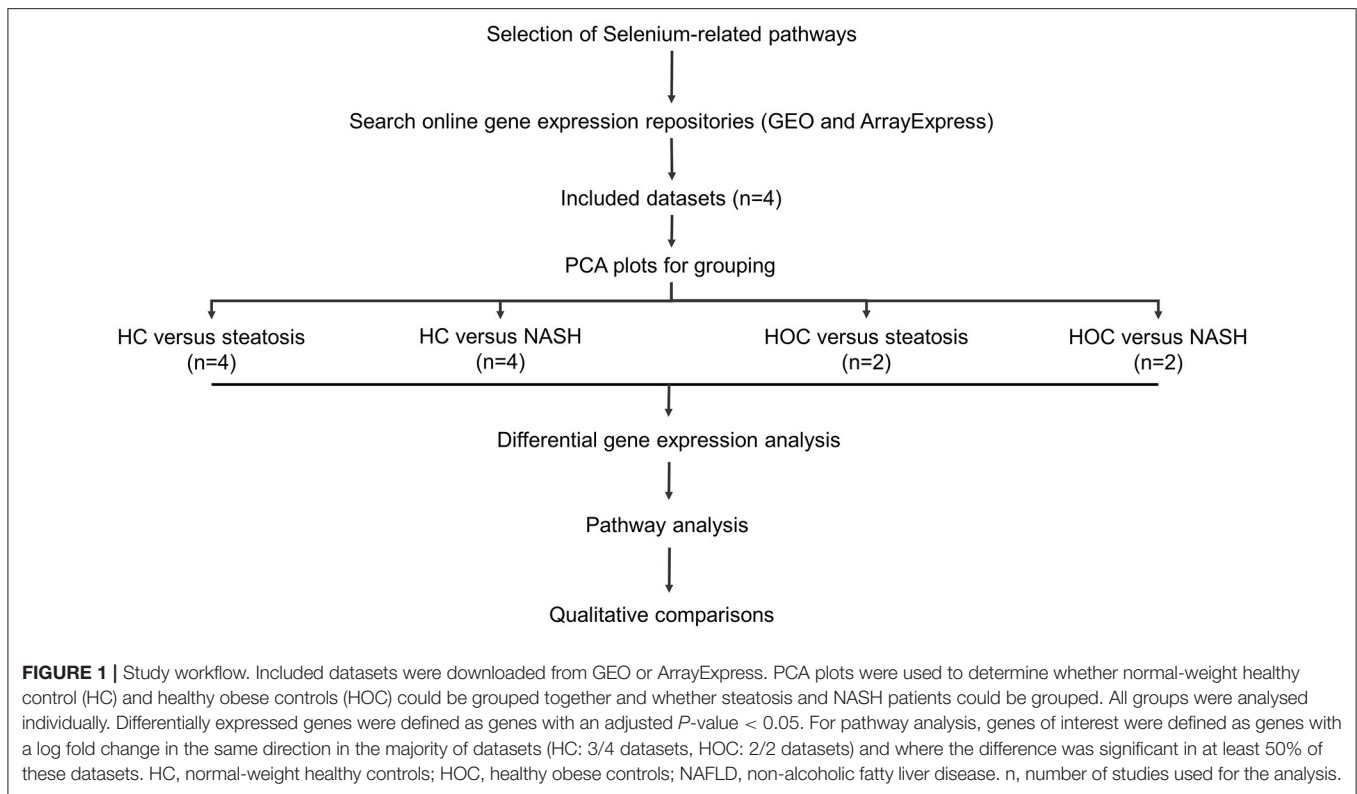 Selection of Selenium-related pathways
Search online gene expression repositories (GEO and ArrayExpress)
Included datasets (n=4)
PCA plots for grouping
HC versus steatosis
(n=4)
HC versus NASH
(n=4)
HOC versus steatosis
(n=2)
HOC versus NASH
(n=2)
Differential gene expression analysis
Pathway analysis
Qualitative comparisons
FIGURE 1 | Study workflow. Included datasets were downloaded from GEO or ArrayExpress. PCA plots were used to determine whether normal-weight healthy
control (HC) and healthy obese controls (HOC) could be grouped together and whether steatosis and NASH patients could be grouped. All groups were analysed
individually. Differentially expressed genes were defined as genes with an adjusted P-value < 0.05. For pathway analysis, genes of interest were defined as genes with
a log fold change in the same direction in the majority of datasets (HC: 3/4 datasets, HOC: 2/2 datasets) and where the difference was significant in at least 50% of
these datasets. HC, normal-weight healthy controls; HOC, healthy obese controls; NAFLD, non-alcoholic fatty liver disease. n, number of studies used for the analysis.